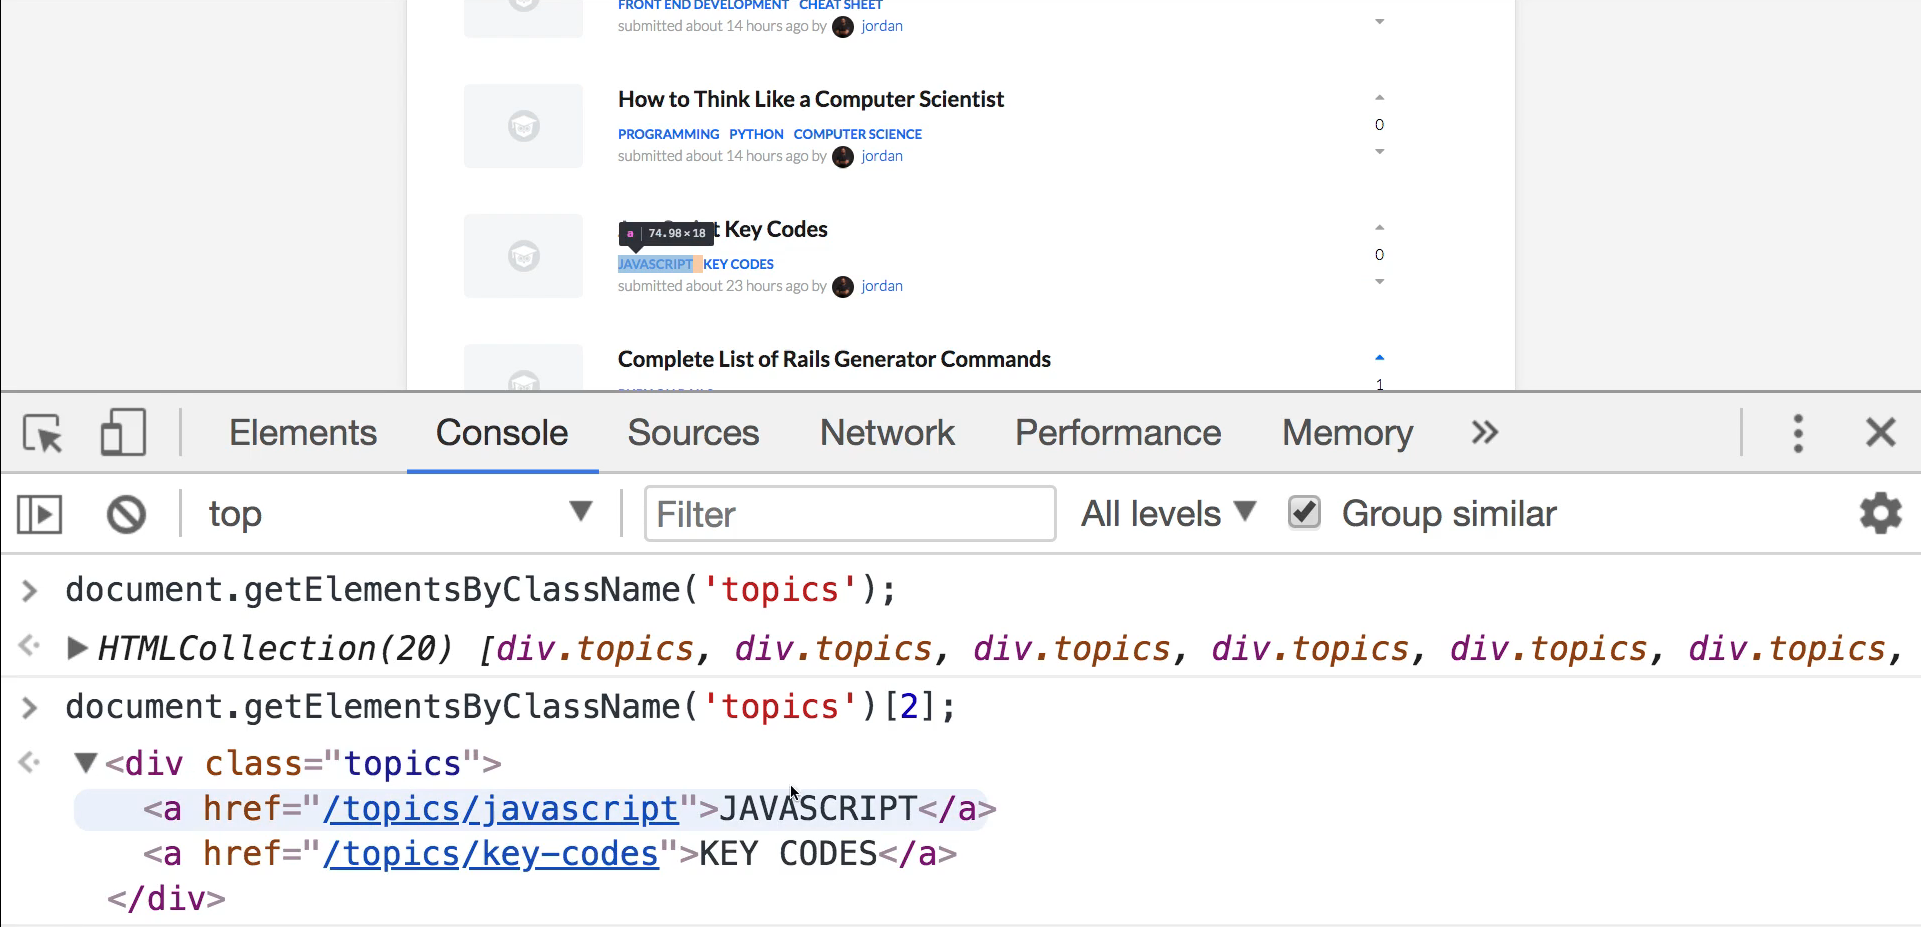 FRONT END DEVELOPMENT CHEAT SHEET
submitted about 14 hours ago by jordan
How to Think Like a Computer Scientist
PROGRAMMING PYTHON COMPUTER SCIENCE
submitted about 14 hours ago by jordan
0
Key Codes
a 74.98×18
JAVASCRIPT KEY CODES
submitted about 23 hours ago by jordan
0
Complete List of Rails Generator Commands
1
Elements Console Sources Network Performance Memory »
top Filter All levels Group similar
document.getElementsByClassName('topics');
HTMLCollection(20) [div.topics, div.topics, div.topics, div.topics, div.topics, div.topics,
document.getElementsByClassName('topics')[2];
<div class="topics">
<a href="/topics/javascript">JAVASCRIPT</a>
<a href="/topics/key-codes">KEY CODES</a>
</div>